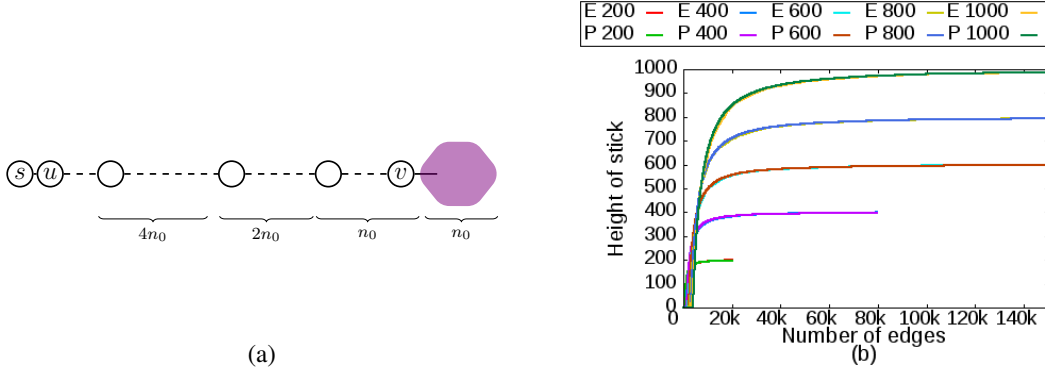 s u v
4n₀ 2n₀ n₀ n₀
(a)
E 200 E 400 E 600 E 800 E 1000
P 200 P 400 P 600 P 800 P 1000
Height of stick
1000
900
800
700
600
500
400
300
200
100
0
0 20k 40k 60k 80k 100k 120k 140k
Number of edges
(b)